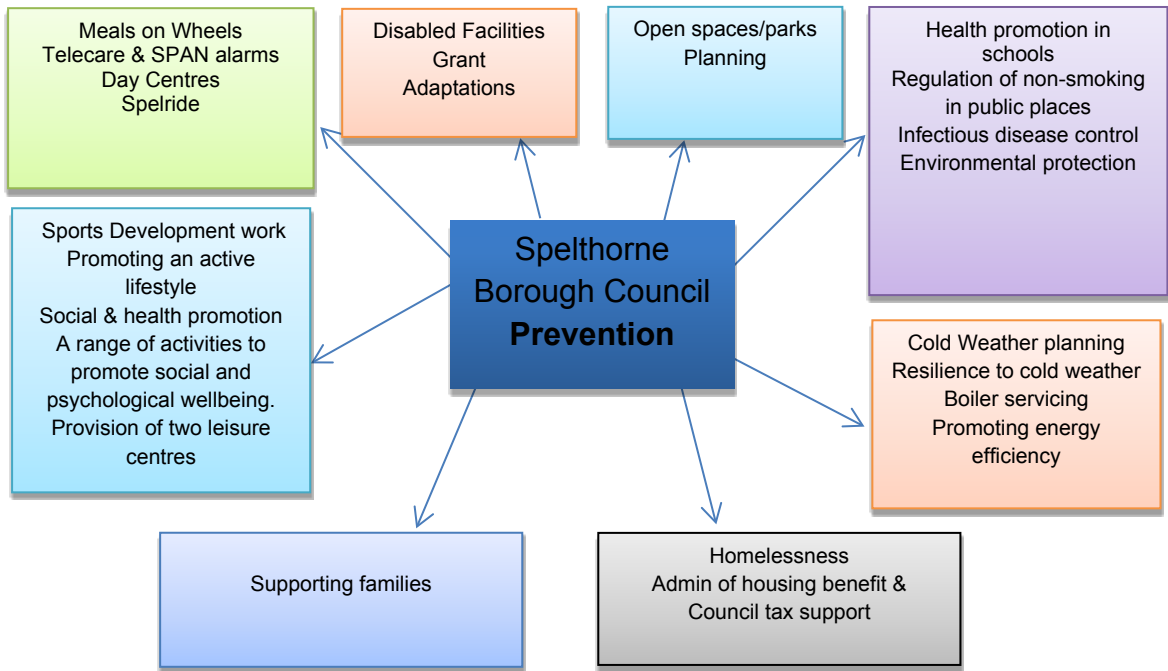 Meals on Wheels
Telecare & SPAN alarms
Day Centres
Spelride
Disabled Facilities
Grant
Adaptations
Open spaces/parks
Planning
Health promotion in
schools
Regulation of non-smoking
in public places
Infectious disease control
Environmental protection
Sports Development work
Promoting an active
lifestyle
Social & health promotion
A range of activities to
promote social and
psychological wellbeing.
Provision of two leisure
centres
Spelthorne
Borough Council
Prevention
Cold Weather planning
Resilience to cold weather
Boiler servicing
Promoting energy
efficiency
Supporting families
Homelessness
Admin of housing benefit &
Council tax support